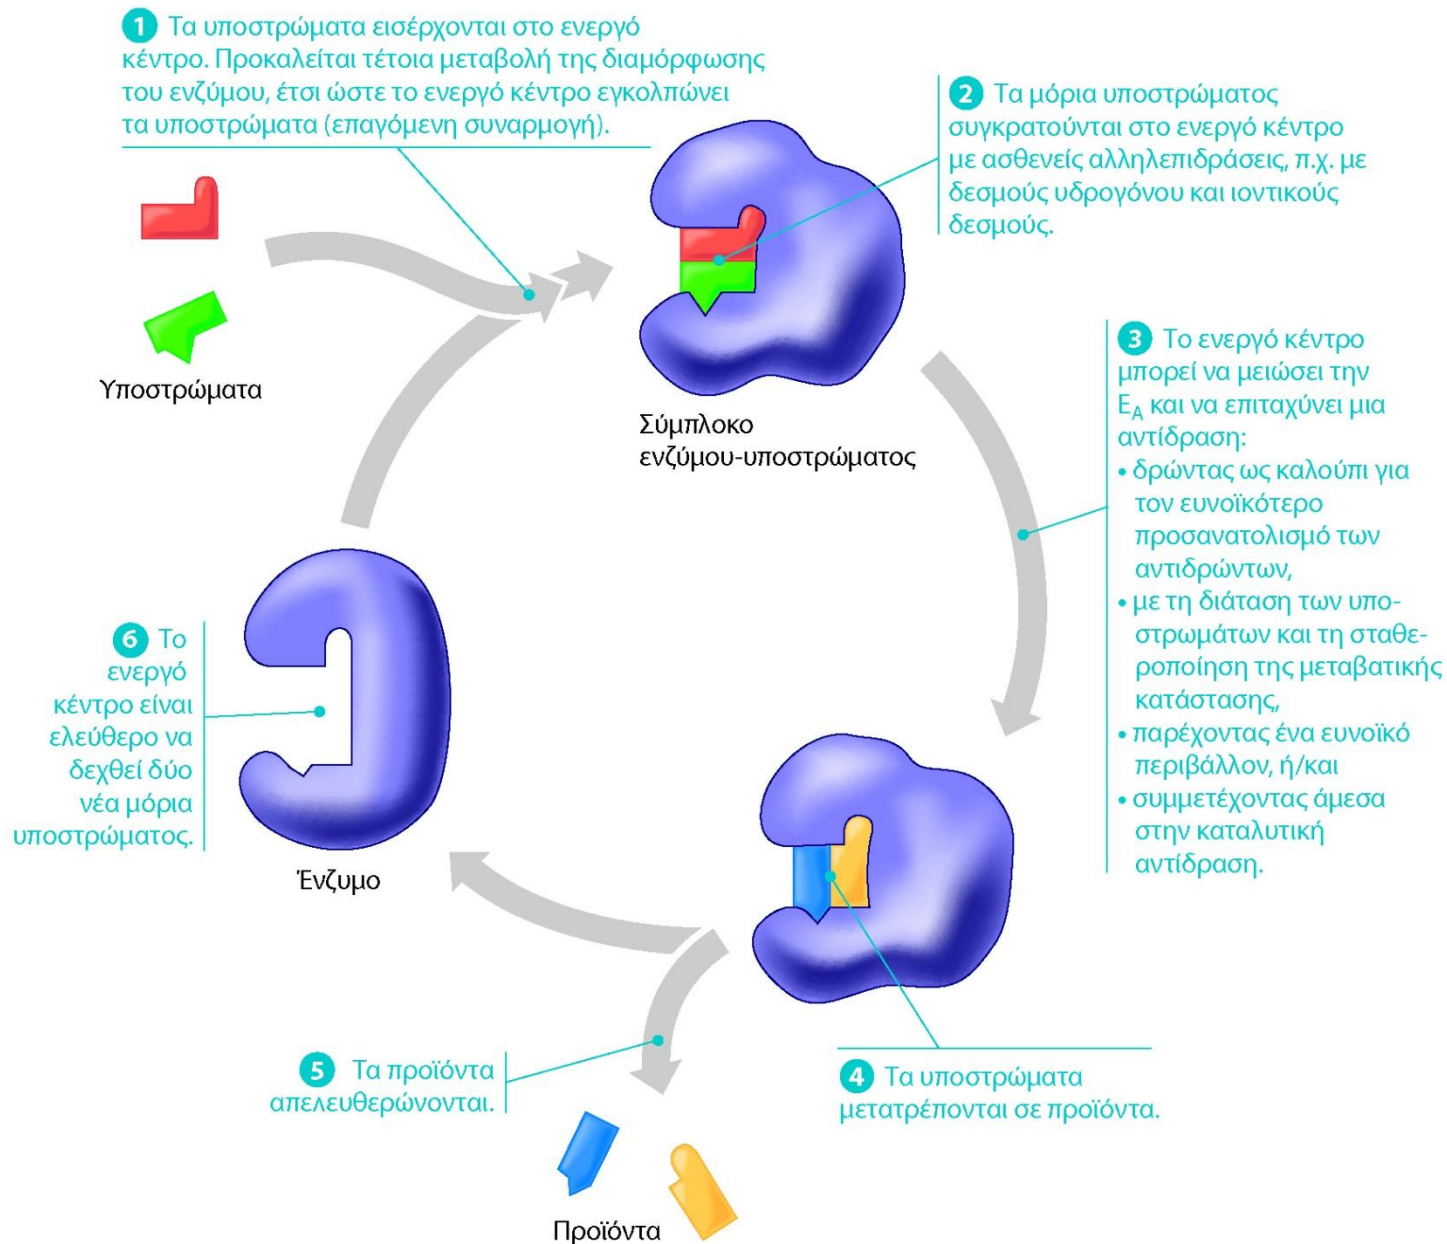 1 Τα υποστρώματα εισέρχονται στο ενεργό
κέντρο. Προκαλείται τέτοια μεταβολή της διαμόρφωσης
του ενζύμου, έτσι ώστε το ενεργό κέντρο εγκολπώνει
τα υποστρώματα (επαγόμενη συναρμογή).
2 Τα μόρια υποστρώματος
συγκρατούνται στο ενεργό κέντρο
με ασθενείς αλληλεπιδράσεις, π.χ. με
δεσμούς υδρογόνου και ιοντικούς
δεσμούς.
Υποστρώματα
Σύμπλοκο
ενζύμου-υποστρώματος
3 Το ενεργό κέντρο
μπορεί να μειώσει την
E_A και να επιταχύνει μια
αντίδραση:
• δρώντας ως καλούπι για
τον ευνοϊκότερο
προσανατολισμό των
αντιδρώντων,
• με τη διάταση των υπο-
στρωμάτων και τη σταθε-
ροποίηση της μεταβατικής
κατάστασης,
• παρέχοντας ένα ευνοϊκό
περιβάλλον, ή/και
• συμμετέχοντας άμεσα
στην καταλυτική
αντίδραση.
6 Το
ενεργό
κέντρο είναι
ελεύθερο να
δεχθεί δύο
νέα μόρια
υποστρώματος.
Ένζυμο
5 Τα προϊόντα
απελευθερώνονται.
4 Τα υποστρώματα
μετατρέπονται σε προϊόντα.
Προϊόντα